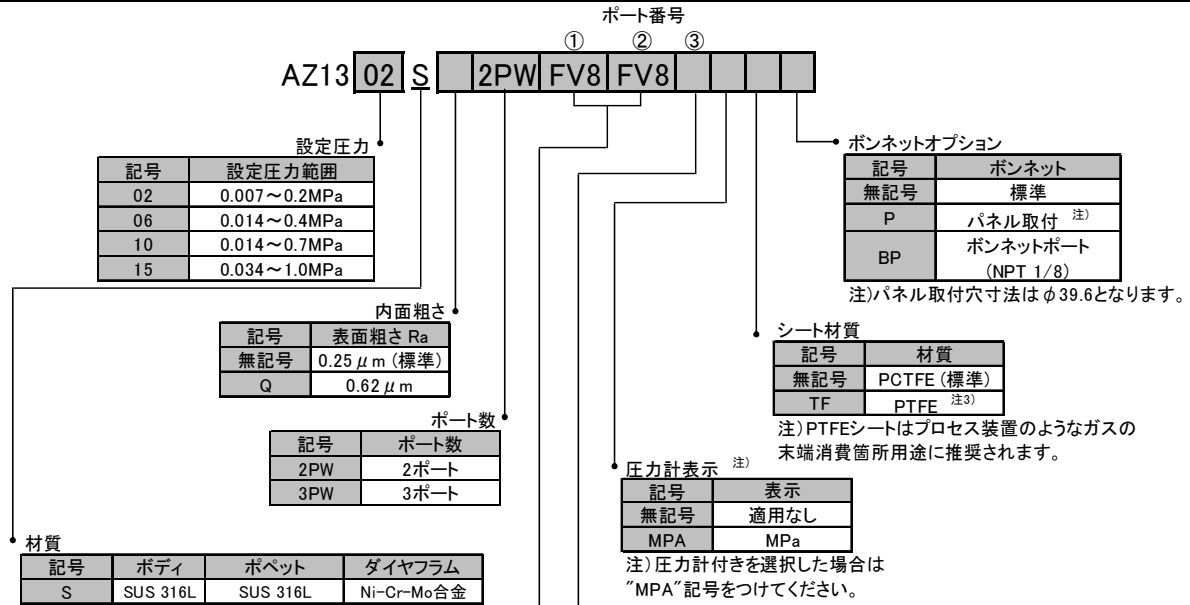 ポート番号
① ② ③
AZ13 02 S 2PW FV8 FV8
設定圧力
記号 設定圧力範囲
02 0.007～0.2MPa
06 0.014～0.4MPa
10 0.014～0.7MPa
15 0.034～1.0MPa
ボンネットオプション
記号 ボンネット
無記号 標準
P パネル取付 注)
BP ボンネットポート
(NPT 1/8)
注)パネル取付穴寸法はφ39.6となります。
内面粗さ
記号 表面粗さ Ra
無記号 0.25μm (標準)
Q 0.62μm
シート材質
記号 材質
無記号 PCTFE (標準)
TF PTFE 注3)
注)PTFEシートはプロセス装置のようなガスの
末端消費箇所用途に推奨されます。
ポート数
記号 ポート数
2PW 2ポート
3PW 3ポート
圧力計表示 注)
記号 表示
無記号 適用なし
MPA MPa
注)圧力計付きを選択した場合は
"MPA"記号をつけてください。
材質
記号 ボディ ポペット ダイヤフラム
S SUS 316L SUS 316L Ni-Cr-Mo合金